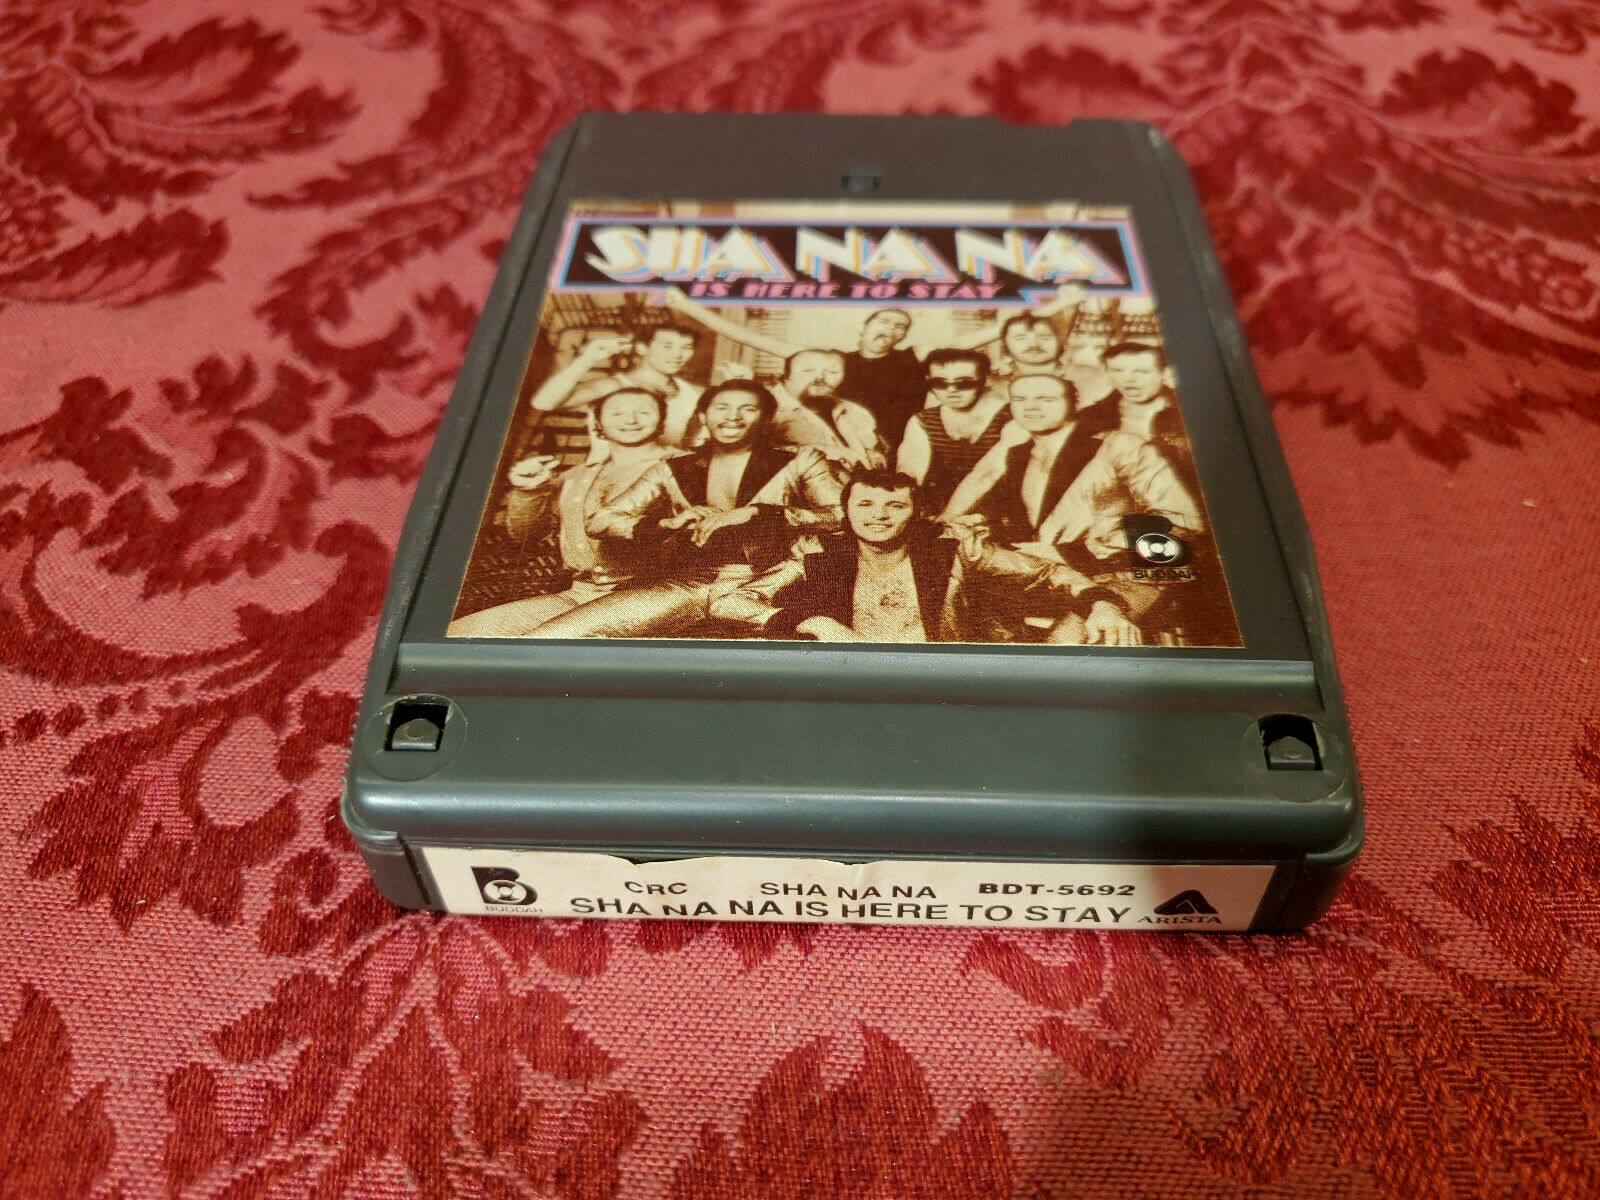 SHA NA NA
IS HERE TO STAY
BUDDAH
CRC SHA NA NA BDT-5692
BUDDAH SHA NA NA IS HERE TO STAY ARISTA